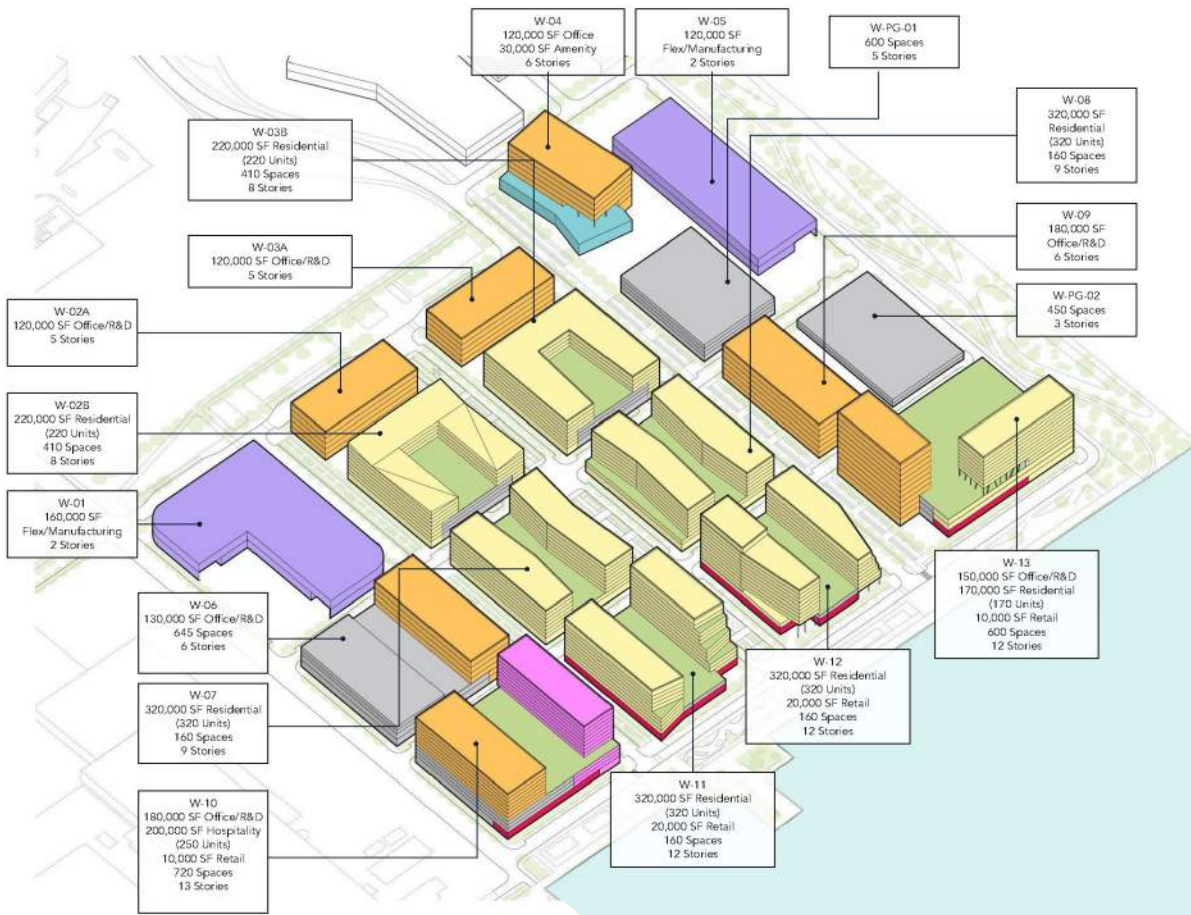 W-04
120,000 SF Office
30,000 SF Amenity
6 Stories
W-05
120,000 SF
Flex/Manufacturing
2 Stories
W-PG-01
600 Spaces
5 Stories
W-08
320,000 SF
Residential
(320 Units)
160 Spaces
9 Stories
W-03B
220,000 SF Residential
(220 Units)
410 Spaces
8 Stories
W-09
180,000 SF
Office/R&D
6 Stories
W-03A
120,000 SF Office/R&D
5 Stories
W-PG-02
450 Spaces
3 Stories
W-02A
120,000 SF Office/R&D
5 Stories
W-02B
220,000 SF Residential
(220 Units)
410 Spaces
8 Stories
W-01
160,000 SF
Flex/Manufacturing
2 Stories
W-13
150,000 SF Office/R&D
170,000 SF Residential
(170 Units)
10,000 SF Retail
600 Spaces
12 Stories
W-06
130,000 SF Office/R&D
645 Spaces
6 Stories
W-12
320,000 SF Residential
(320 Units)
20,000 SF Retail
160 Spaces
12 Stories
W-07
320,000 SF Residential
(320 Units)
160 Spaces
9 Stories
W-11
320,000 SF Residential
(320 Units)
20,000 SF Retail
160 Spaces
12 Stories
W-10
180,000 SF Office/R&D
200,000 SF Hospitality
(250 Units)
10,000 SF Retail
720 Spaces
13 Stories